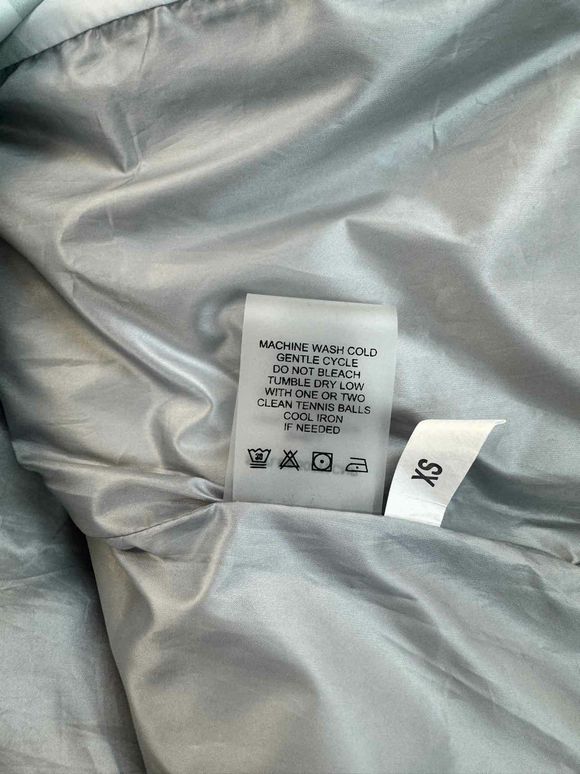 MACHINE WASH COLD
GENTLE CYCLE
DO NOT BLEACH
TUMBLE DRY LOW
WITH ONE OR TWO
CLEAN TENNIS BALLS
COOL IRON
IF NEEDED
30
XS